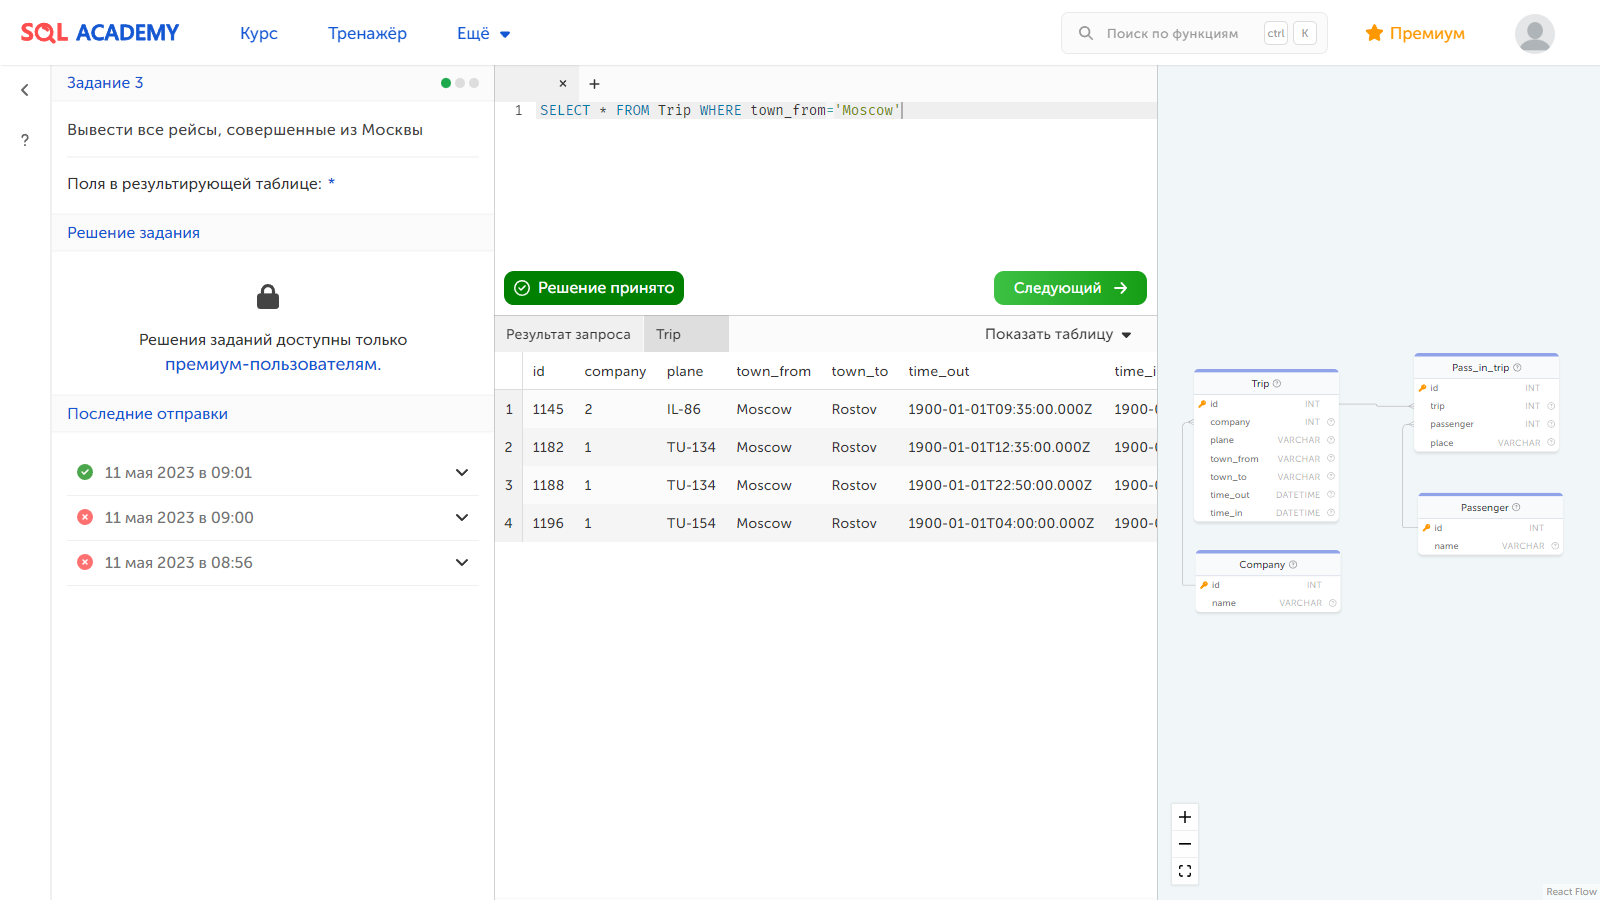 SQL ACADEMY
Курс
Тренажёр
Ещё
Поиск по функциям
ctrl
K
Премиум
Задание 3
Вывести все рейсы, совершенные из Москвы
Поля в результирующей таблице: *
Решение задания
Решения заданий доступны только
премиум-пользователям.
Последние отправки
11 мая 2023 в 09:01
11 мая 2023 в 09:00
11 мая 2023 в 08:56
?
× +
1 SELECT * FROM Trip WHERE town_from='Moscow'
Решение принято
Следующий →
Результат запроса Trip Показать таблицу
id company plane town_from town_to time_out time_i
1 1145 2 IL-86 Moscow Rostov 1900-01-01T09:35:00.000Z 1900-0
2 1182 1 TU-134 Moscow Rostov 1900-01-01T12:35:00.000Z 1900-0
3 1188 1 TU-134 Moscow Rostov 1900-01-01T22:50:00.000Z 1900-0
4 1196 1 TU-154 Moscow Rostov 1900-01-01T04:00:00.000Z 1900-0
Trip
id INT
company INT
plane VARCHAR
town_from VARCHAR
town_to VARCHAR
time_out DATETIME
time_in DATETIME
Company
id INT
name VARCHAR
Pass_in_trip
id INT
trip INT
passenger INT
place VARCHAR
Passenger
id INT
name VARCHAR
React Flow